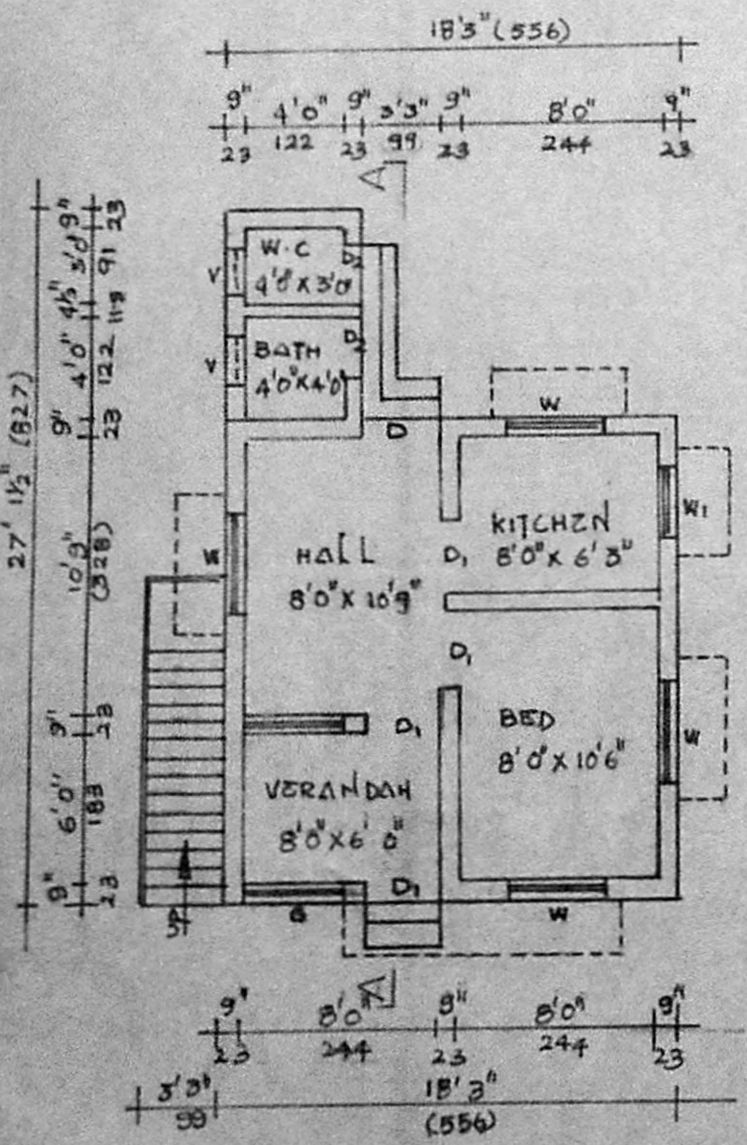 18'3" (556)
9" 4'0" 9" 3'3" 9" 8'0" 9"
23 122 23 99 23 244 23
A
27' 1½" (827)
9" 3'0" 4½" 4'0" 9" 10'9" 9" 6'0" 9"
23 91 11.5 122 23 (328) 23 183 23
W.C
4'0" X 3'0"
D2
V
BATH
4'0" X 4'0"
D2
V
D
W
KITCHEN
8'0" X 6'3"
W1
D1
HALL
8'0" X 10'9"
W
D1
BED
8'0" X 10'6"
W
D1
VERANDAH
8'0" X 6'0"
G
W
A
9" 8'0" 9" 8'0" 9"
23 244 23 244 23
3'3" 18'3"
99 (556)